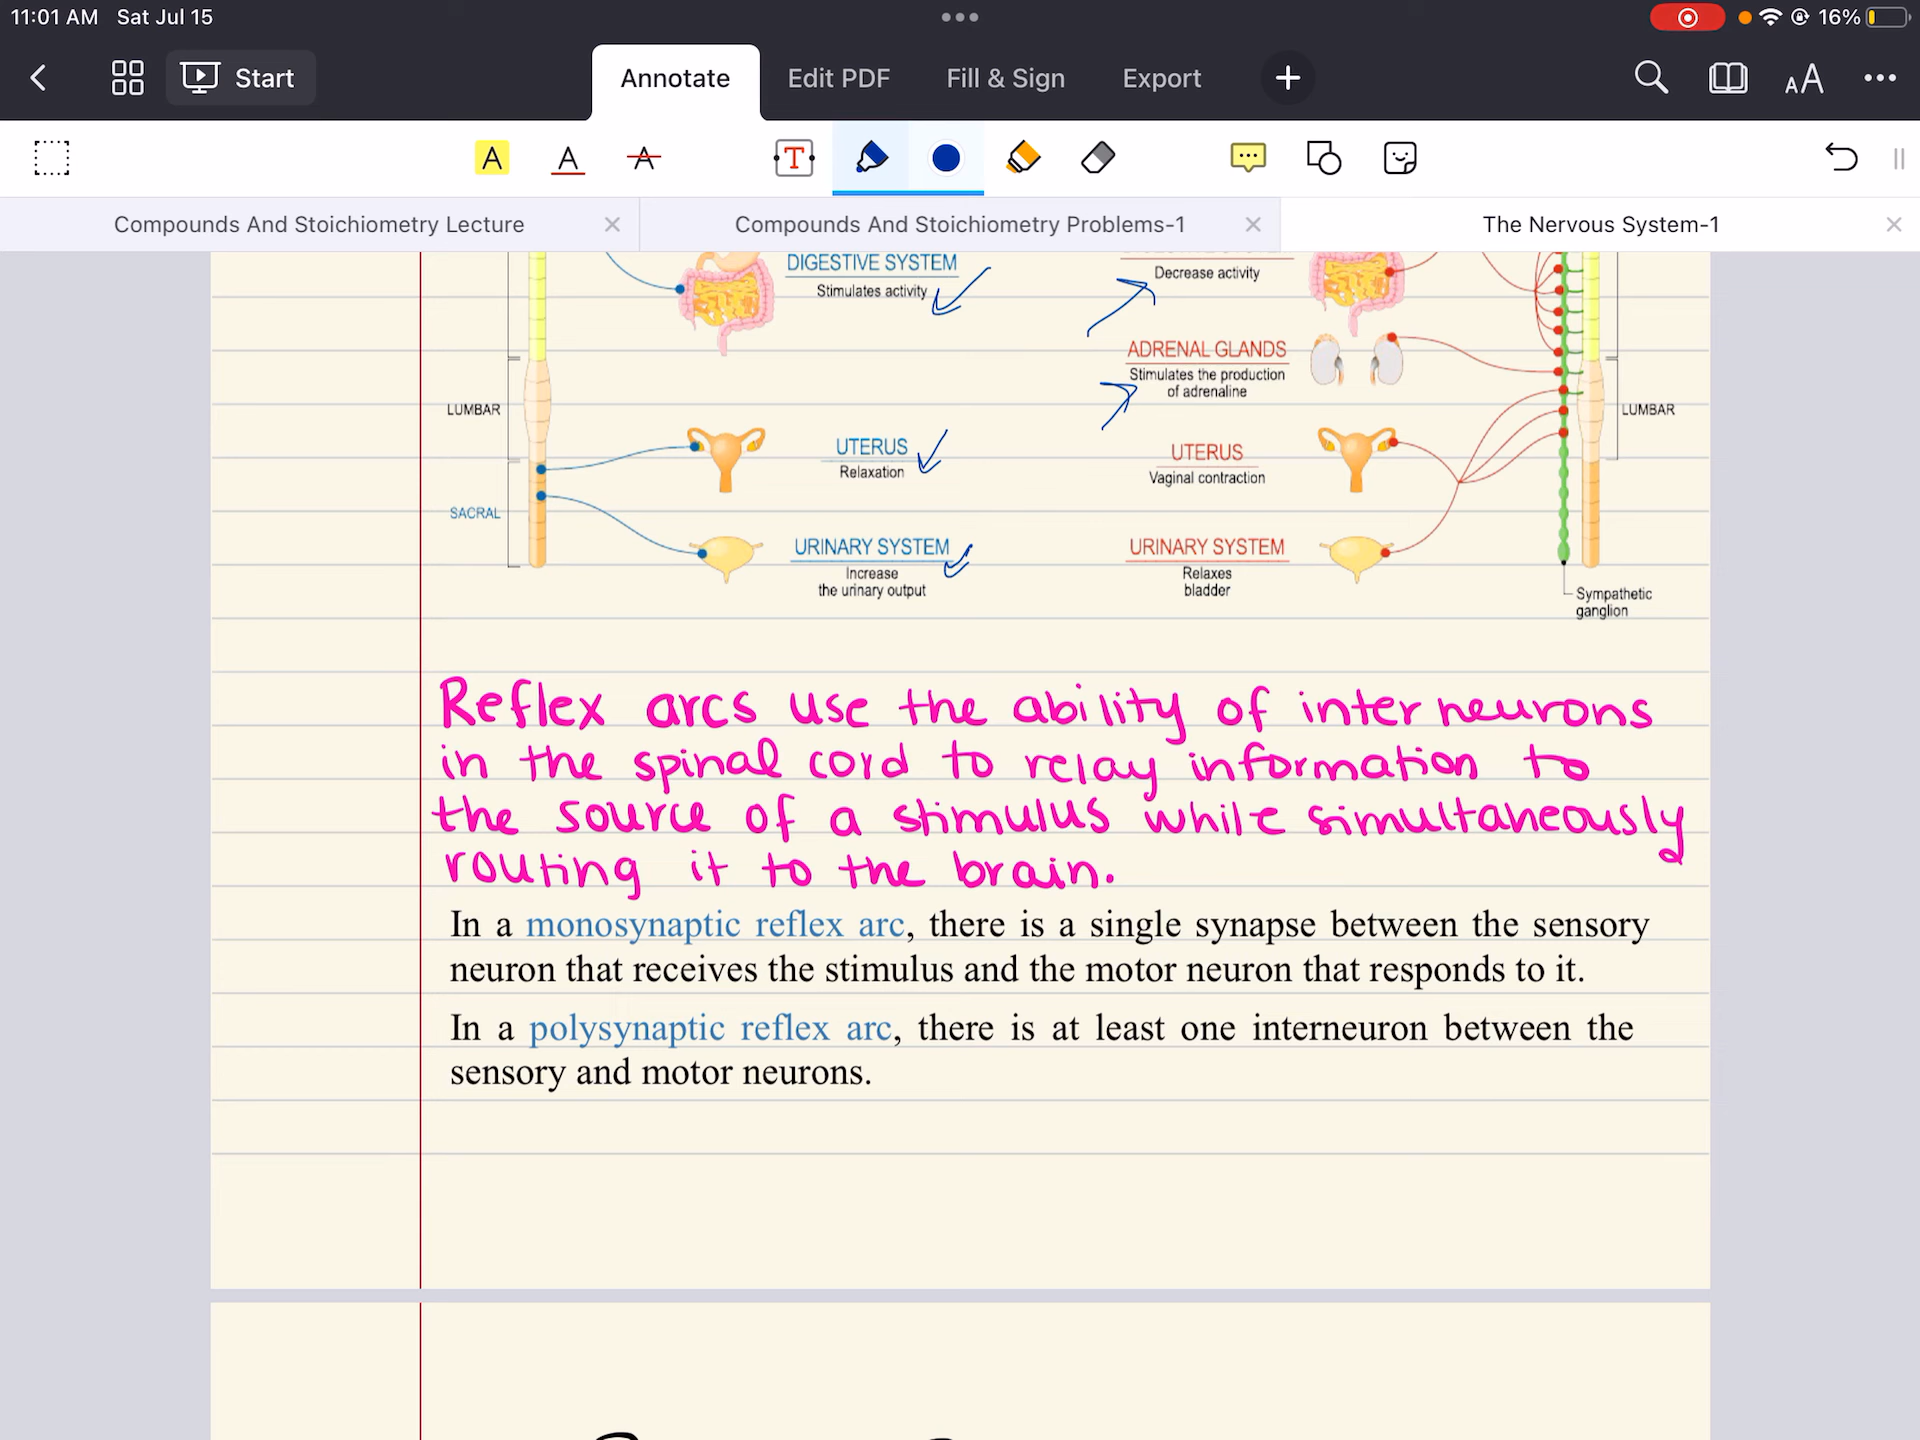 11:01 AM Sat Jul 15
16%
Start
Annotate
Edit PDF
Fill & Sign
Export
AA
A
A
A
T
Compounds And Stoichiometry Lecture
Compounds And Stoichiometry Problems-1
The Nervous System-1
DIGESTIVE SYSTEM
Stimulates activity
Decrease activity
ADRENAL GLANDS
Stimulates the production
of adrenaline
LUMBAR
LUMBAR
UTERUS
Relaxation
UTERUS
Vaginal contraction
SACRAL
URINARY SYSTEM
Increase
the urinary output
URINARY SYSTEM
Relaxes
bladder
Sympathetic
ganglion
Reflex arcs use the ability of interneurons
in the spinal cord to relay information to
the source of a stimulus while simultaneously
routing it to the brain.
In a monosynaptic reflex arc, there is a single synapse between the sensory
neuron that receives the stimulus and the motor neuron that responds to it.
In a polysynaptic reflex arc, there is at least one interneuron between the
sensory and motor neurons.